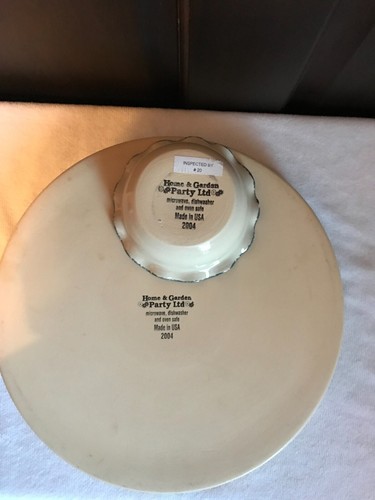 INSPECTED BY
# 20
Home & Garden
Party Ltd
microwave, dishwasher
and oven safe
Made in USA
2004
Home & Garden
Party Ltd
microwave, dishwasher
and oven safe
Made in USA
2004